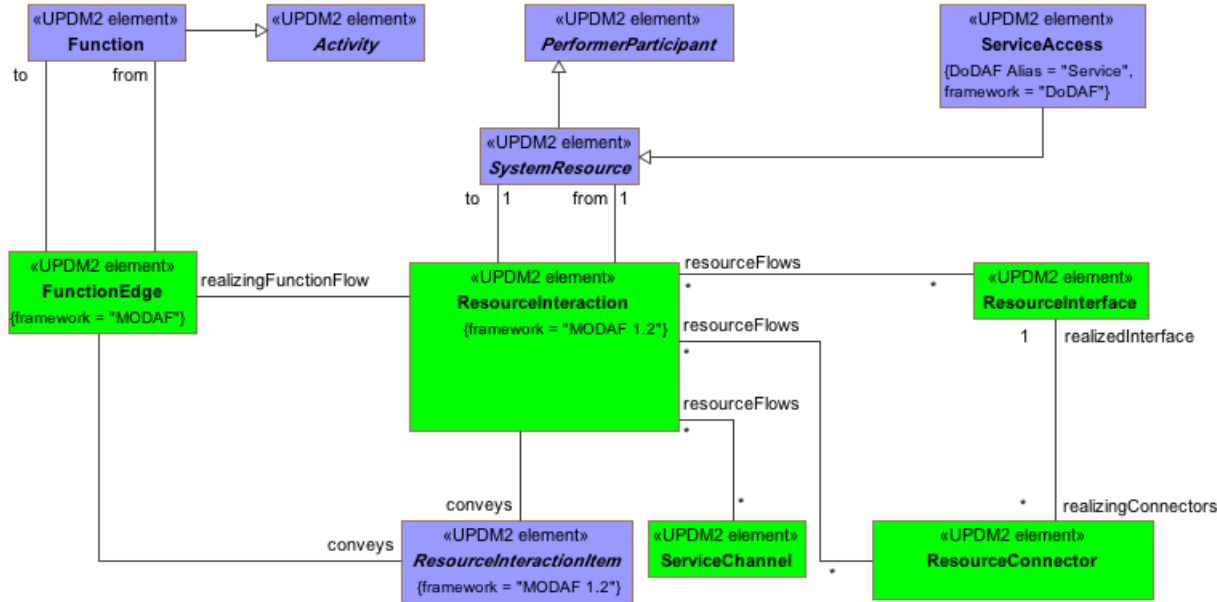 «UPDM2 element»
Function
«UPDM2 element»
Activity
«UPDM2 element»
PerformerParticipant
«UPDM2 element»
ServiceAccess
{DoDAF Alias = "Service",
framework = "DoDAF"}
to
from
«UPDM2 element»
SystemResource
to
1
from
1
«UPDM2 element»
FunctionEdge
{framework = "MODAF"}
realizingFunctionFlow
«UPDM2 element»
ResourceInteraction
{framework = "MODAF 1.2"}
resourceFlows
*
*
«UPDM2 element»
ResourceInterface
resourceFlows
*
1
realizedInterface
resourceFlows
*
conveys
*
*
realizingConnectors
conveys
«UPDM2 element»
ResourceInteractionItem
{framework = "MODAF 1.2"}
«UPDM2 element»
ServiceChannel
*
«UPDM2 element»
ResourceConnector